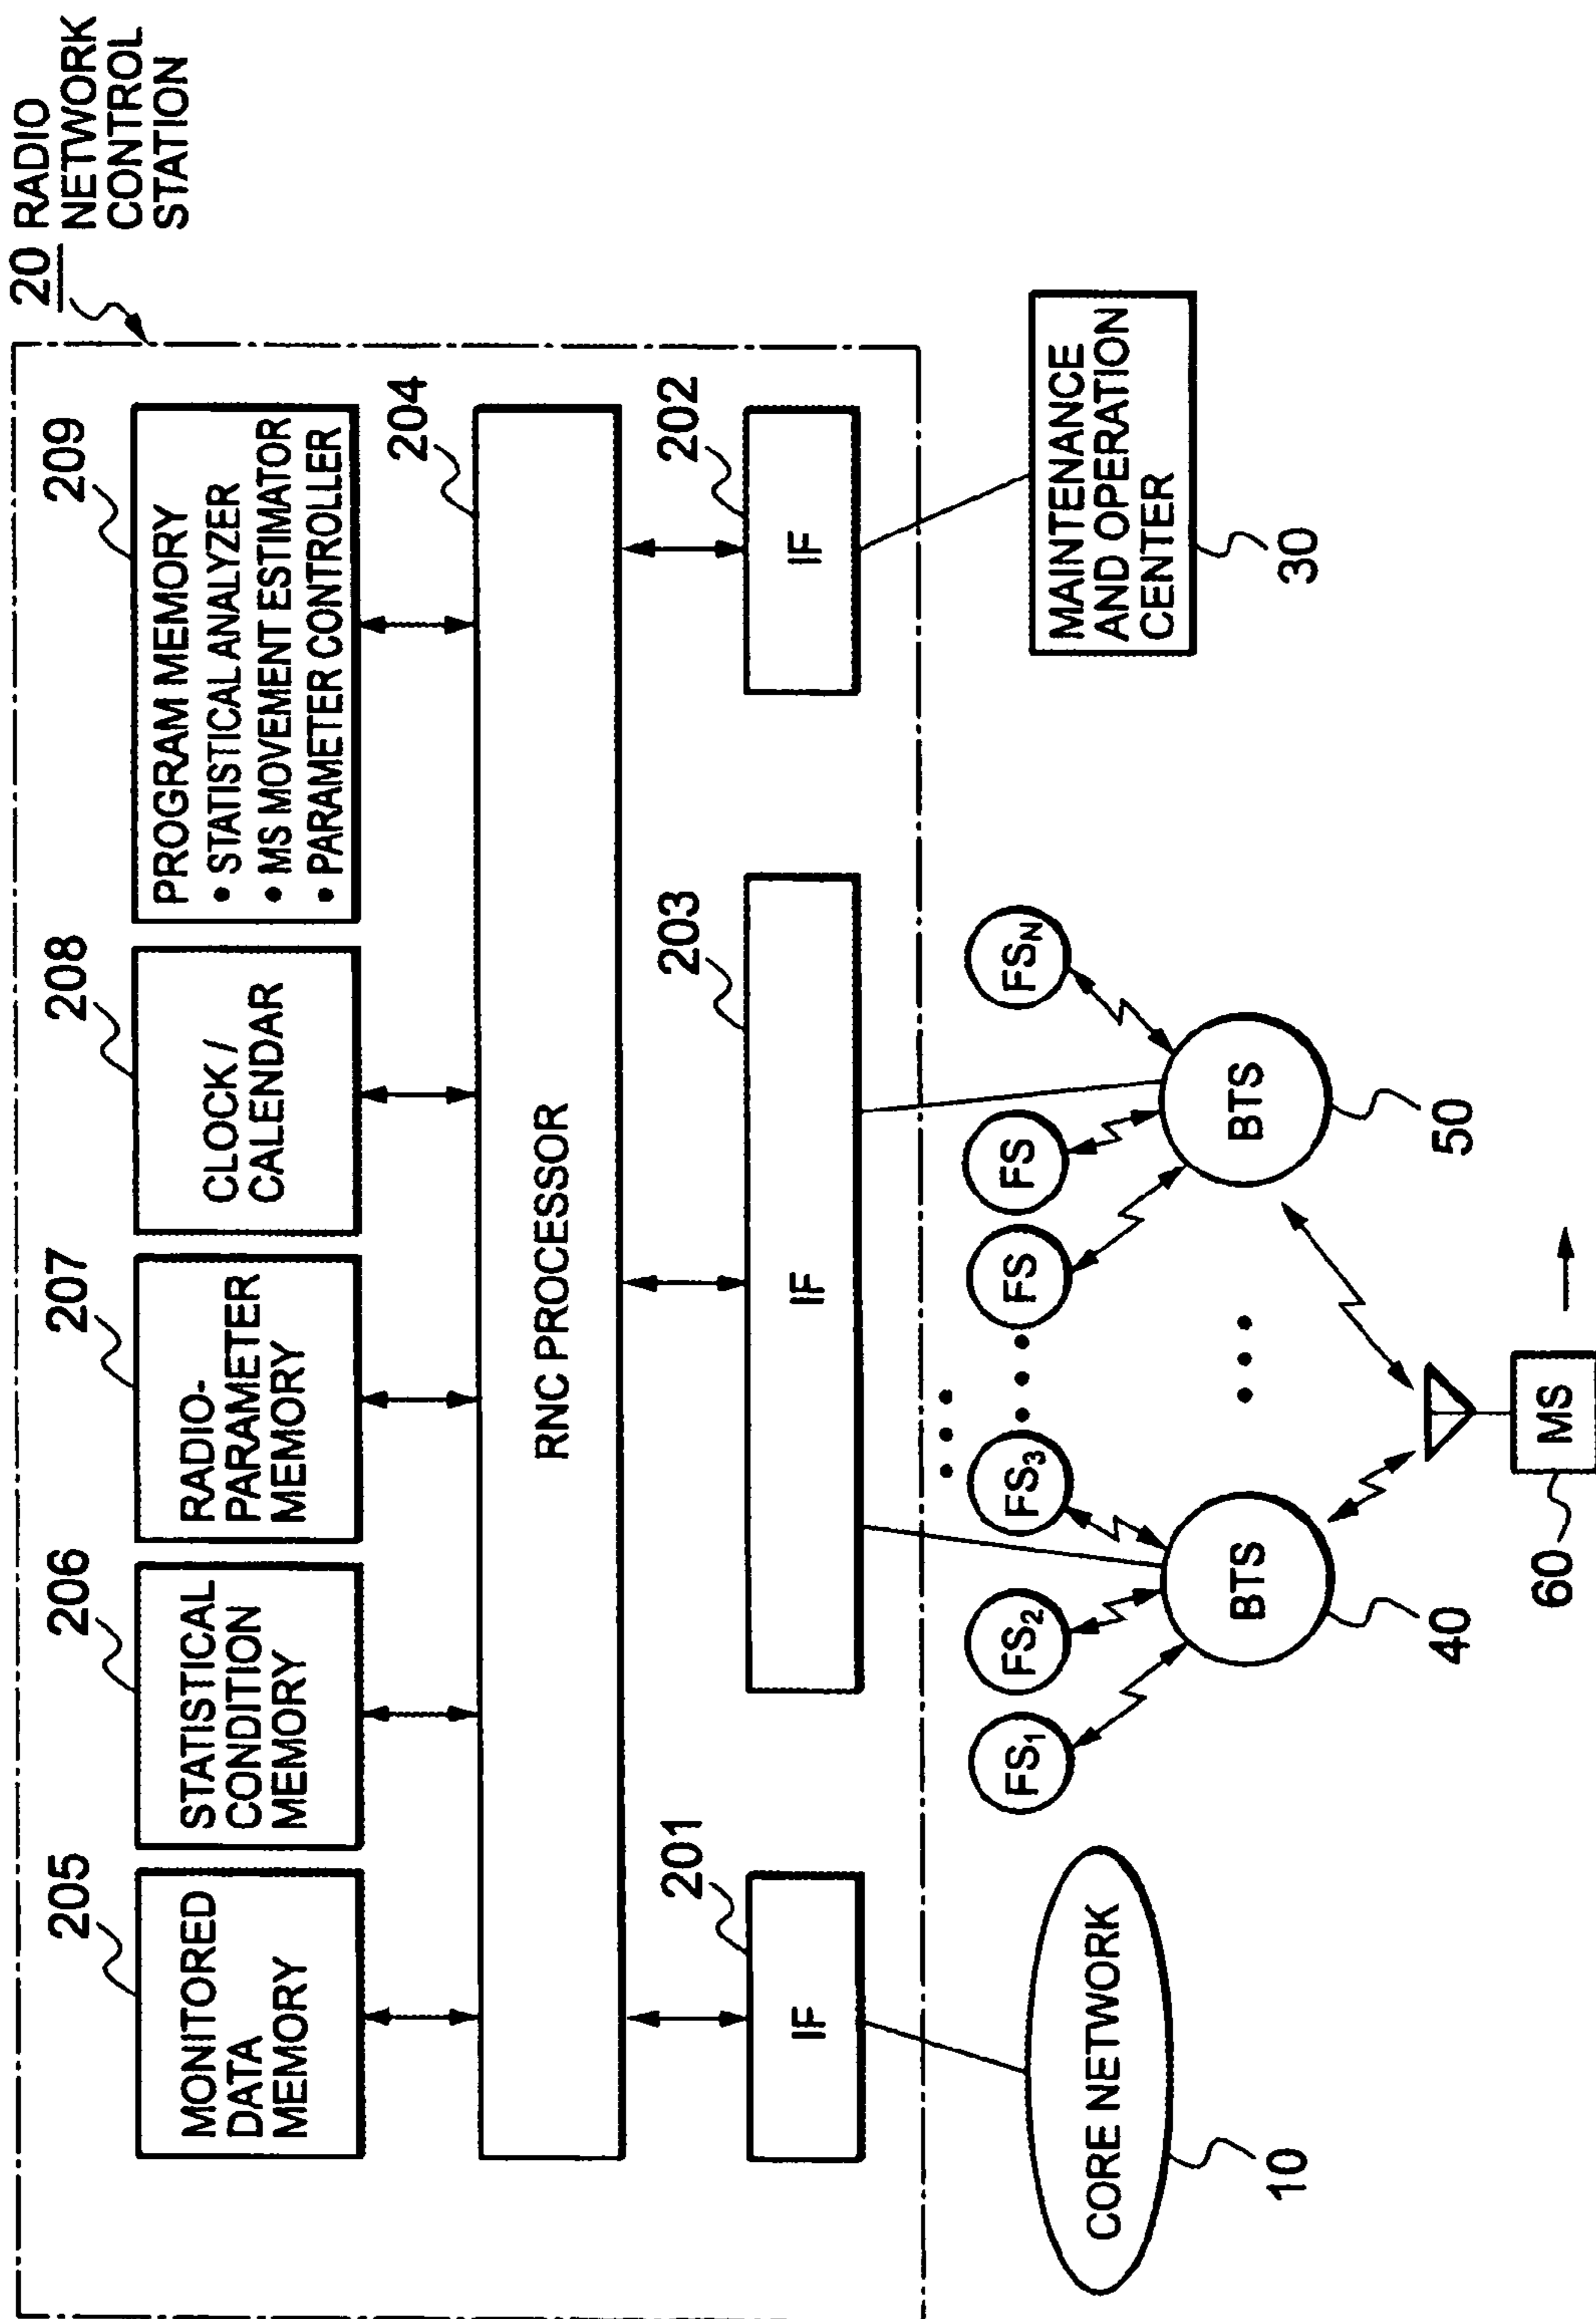 20 RADIO
NETWORK
CONTROL
STATION
205
MONITORED
DATA
MEMORY
206
STATISTICAL
CONDITION
MEMORY
207
RADIO-
PARAMETER
MEMORY
208
CLOCK /
CALENDAR
209
PROGRAM MEMORY
• STATISTICAL ANALYZER
• MS MOVEMENT ESTIMATOR
• PARAMETER CONTROLLER
204
RNC PROCESSOR
201
IF
203
IF
202
IF
CORE NETWORK
10
FS1
FS2
FS3
FS
FS
FSN
BTS
40
BTS
50
MAINTENANCE
AND OPERATION
CENTER
30
MS
60